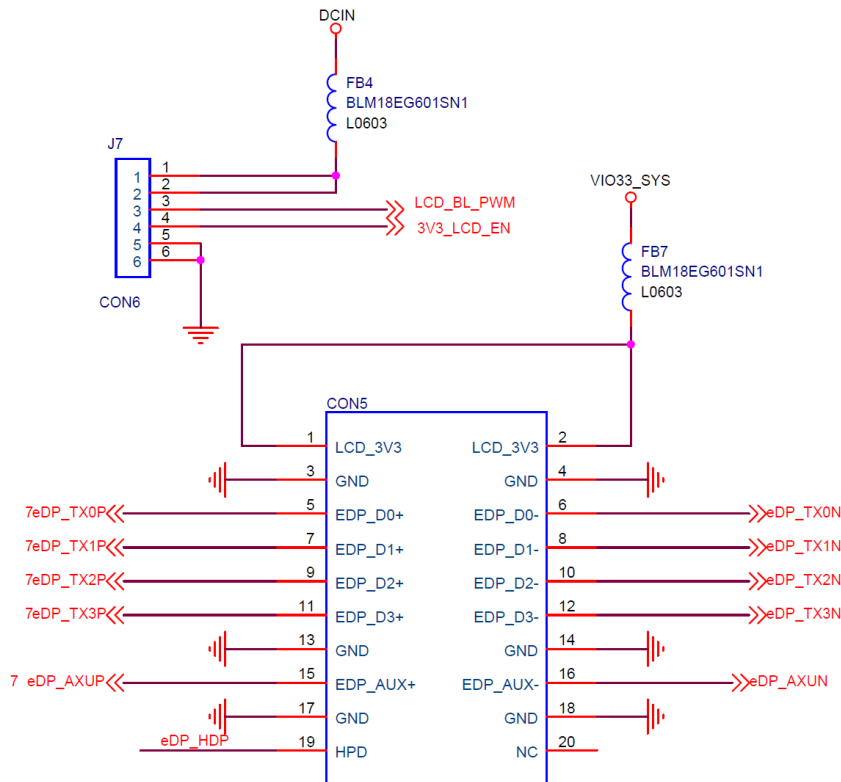 DCIN
FB4
BLM18EG601SN1
L0603
J7
1 1
2 2
3 3
4 4
5 5
6 6
LCD_BL_PWM
3V3_LCD_EN
CON6
VIO33_SYS
FB7
BLM18EG601SN1
L0603
CON5
1 LCD_3V3 LCD_3V3 2
3 GND GND 4
7eDP_TX0P 5 EDP_D0+ EDP_D0- 6 eDP_TX0N
7eDP_TX1P 7 EDP_D1+ EDP_D1- 8 eDP_TX1N
7eDP_TX2P 9 EDP_D2+ EDP_D2- 10 eDP_TX2N
7eDP_TX3P 11 EDP_D3+ EDP_D3- 12 eDP_TX3N
13 GND GND 14
7 eDP_AXUP 15 EDP_AUX+ EDP_AUX- 16 eDP_AXUN
17 GND GND 18
eDP_HDP 19 HPD NC 20